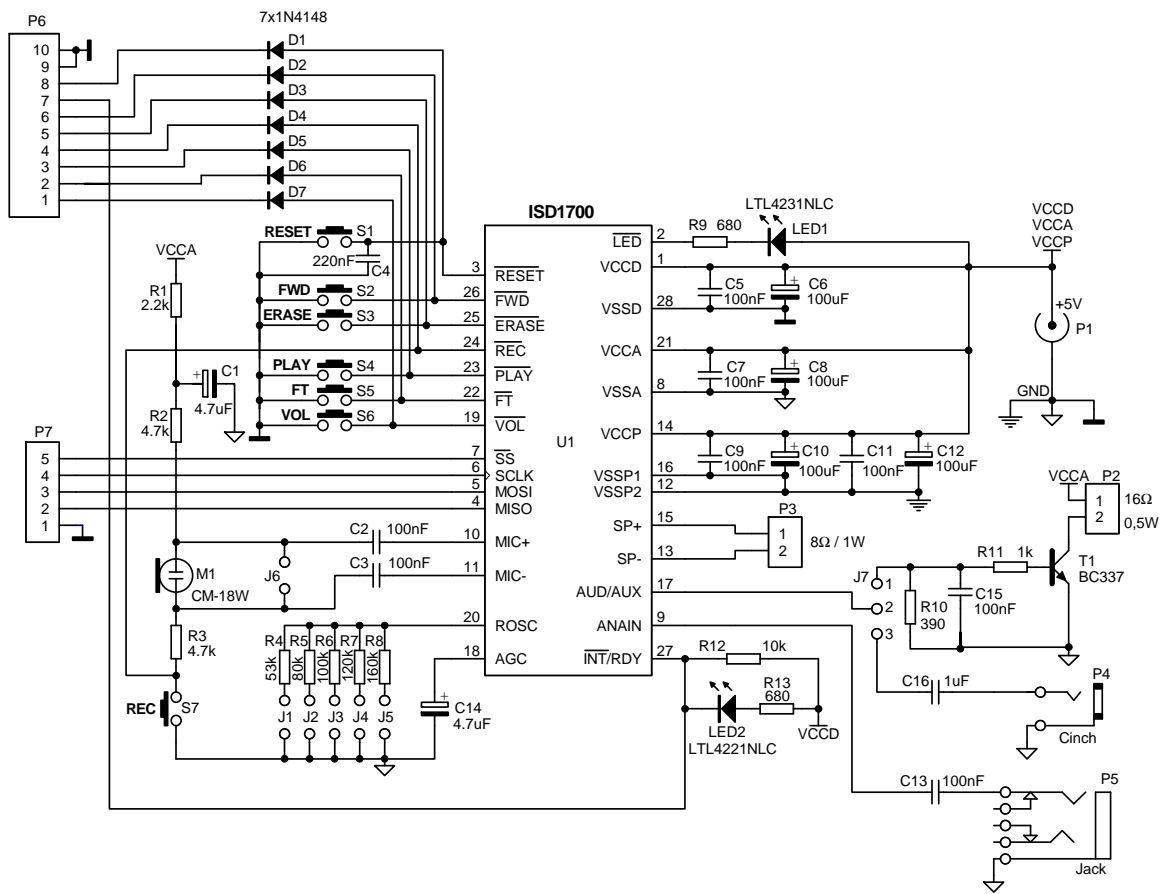 P6
7x1N4148
10
9
8
7
6
5
4
3
2
1
D1
D2
D3
D4
D5
D6
D7
ISD1700
U1
RESET
S1
220nF
C4
FWD
S2
ERASE
S3
PLAY
S4
FT
S5
VOL
S6
VCCA
R1
2.2k
C1
+
4.7uF
R2
4.7k
P7
5
4
3
2
1
M1
CM-18W
J6
C2
100nF
C3
100nF
R3
4.7k
REC
S7
R4
53k
R5
80k
R6
100k
R7
120k
R8
160k
J1
J2
J3
J4
J5
+
C14
4.7uF
3
RESET
26
FWD
25
ERASE
24
REC
23
PLAY
22
FT
19
VOL
7
SS
6
SCLK
5
MOSI
4
MISO
10
MIC+
11
MIC-
20
ROSC
18
AGC
LED
2
VCCD
1
VSSD
28
VCCA
21
VSSA
8
VCCP
14
VSSP1
16
VSSP2
12
SP+
15
SP-
13
AUD/AUX
17
ANAIN
9
INT/RDY
27
R9 680
LTL4231NLC
LED1
C5
100nF
+
C6
100uF
C7
100nF
+
C8
100uF
C9
100nF
+
C10
100uF
C11
100nF
+
C12
100uF
VCCD
VCCA
VCCP
+5V
P1
GND
P3
1
2
8Ω / 1W
VCCA
P2
1
2
16Ω
0,5W
R11 1k
T1
BC337
J7
1
2
3
R10
390
C15
100nF
C16
1uF
P4
Cinch
R12
10k
R13
680
LED2
LTL4221NLC
VCCD
C13
100nF
P5
Jack